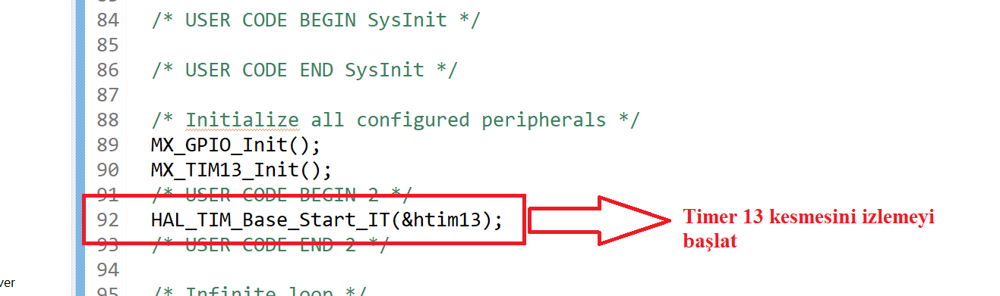 84 /* USER CODE BEGIN SysInit */
85
86 /* USER CODE END SysInit */
87
88 /* Initialize all configured peripherals */
89 MX_GPIO_Init();
90 MX_TIM13_Init();
91 /* USER CODE BEGIN 2 */
92 HAL_TIM_Base_Start_IT(&htim13);
Timer 13 kesmesini izlemeyi
başlat
93 /* USER CODE END 2 */
94
95 /* Infinite loop */
ver